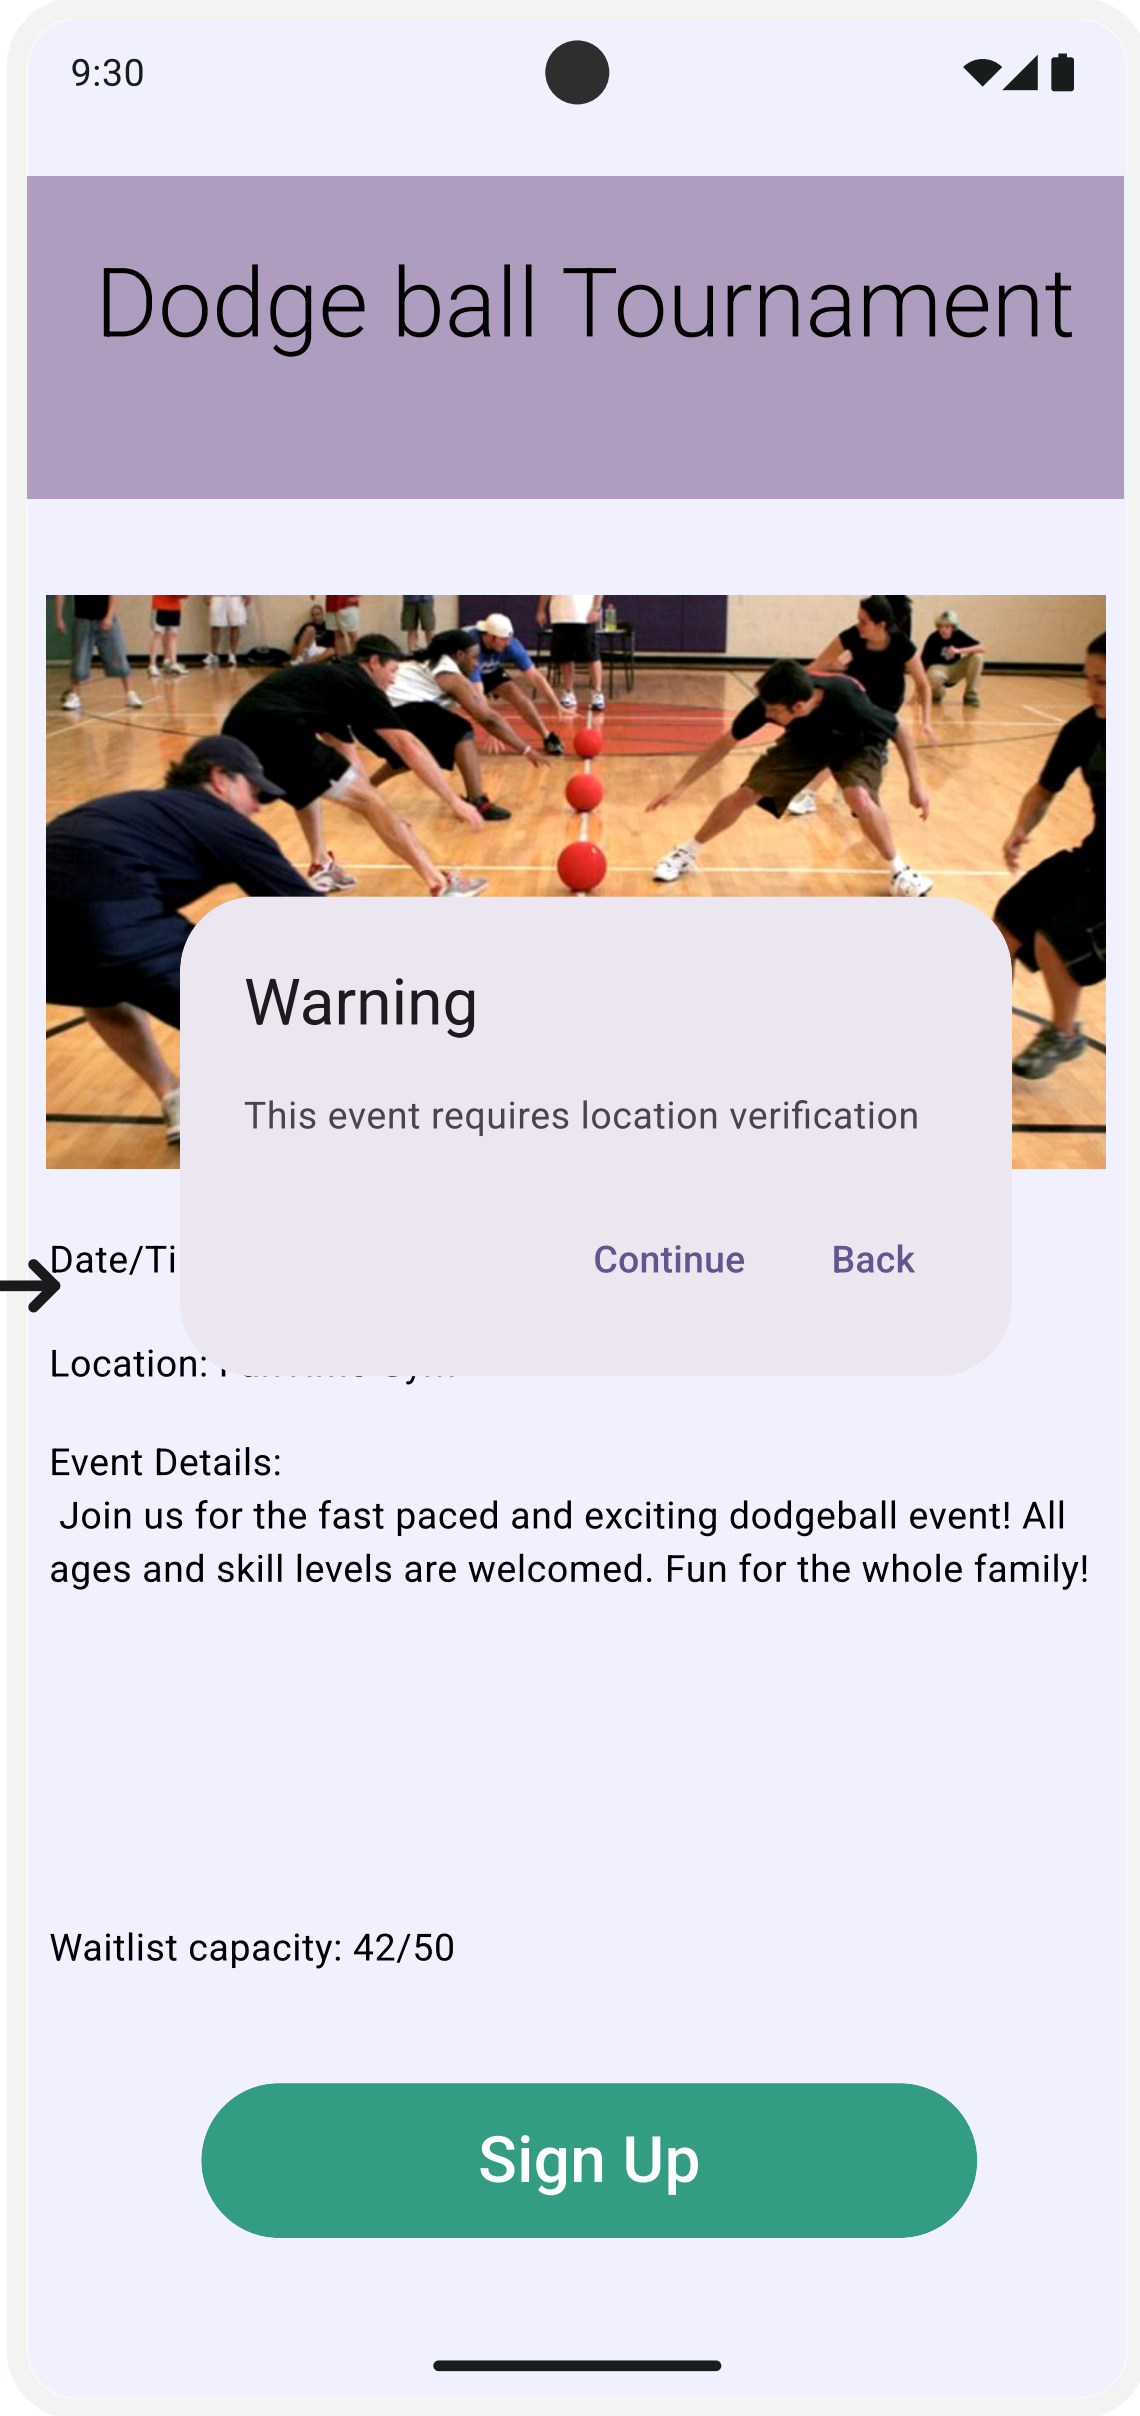 9:30
Dodge ball Tournament
Warning
This event requires location verification
Continue Back
Date/Ti
Location:
Event Details:
Join us for the fast paced and exciting dodgeball event! All
ages and skill levels are welcomed. Fun for the whole family!
Waitlist capacity: 42/50
Sign Up